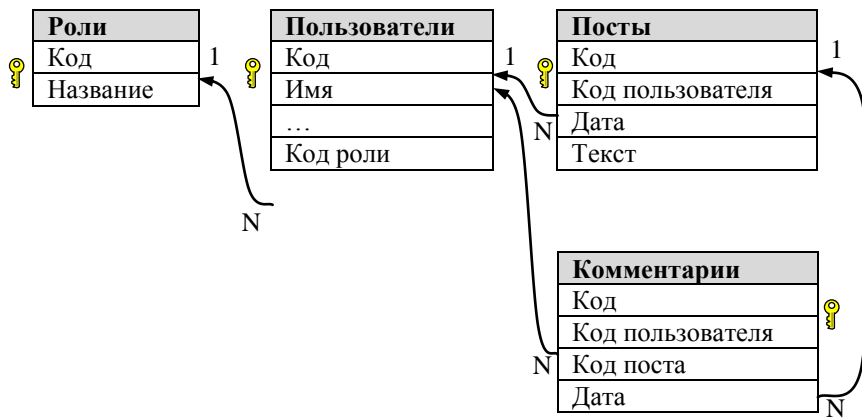 Роли
Код
Название
1
N
Пользователи
Код
Имя
…
Код роли
1
N
Посты
Код
Код пользователя
Дата
Текст
1
N
Комментарии
Код
Код пользователя
Код поста
Дата
N